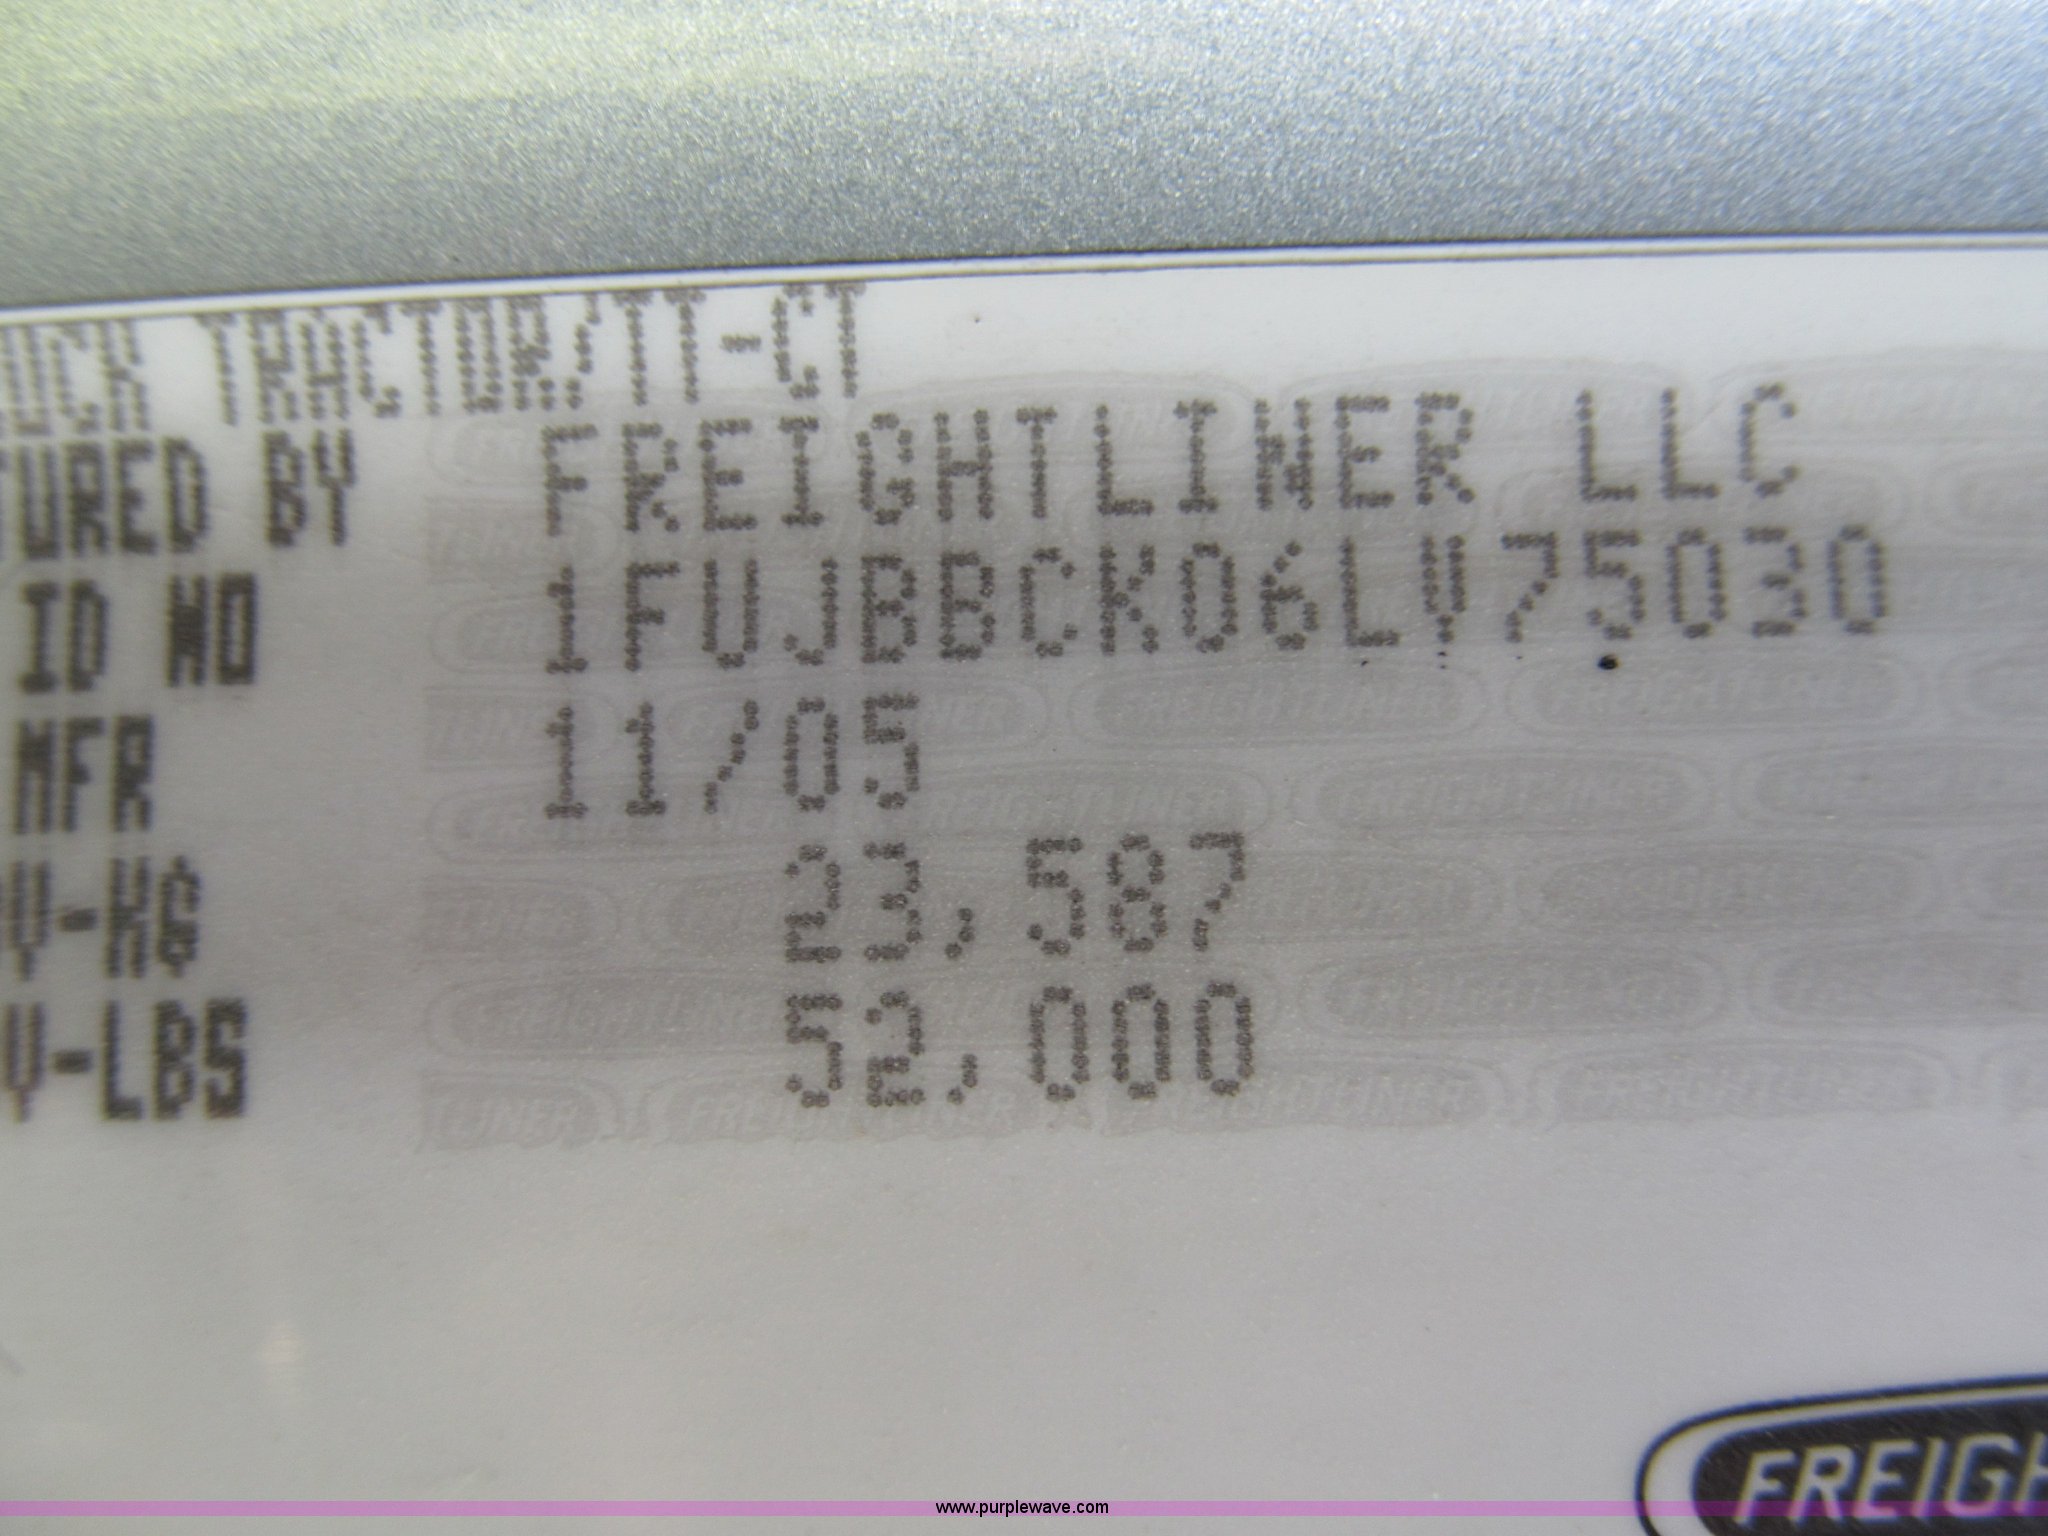 UCK TRACTOR/TT-CT
TURED BY FREIGHTLINER LLC
ID NO 1FUJBBCK06LV75030
MFR 11/05
V-KG 23,587
V-LBS 52,000
FREIGH
www.purplewave.com